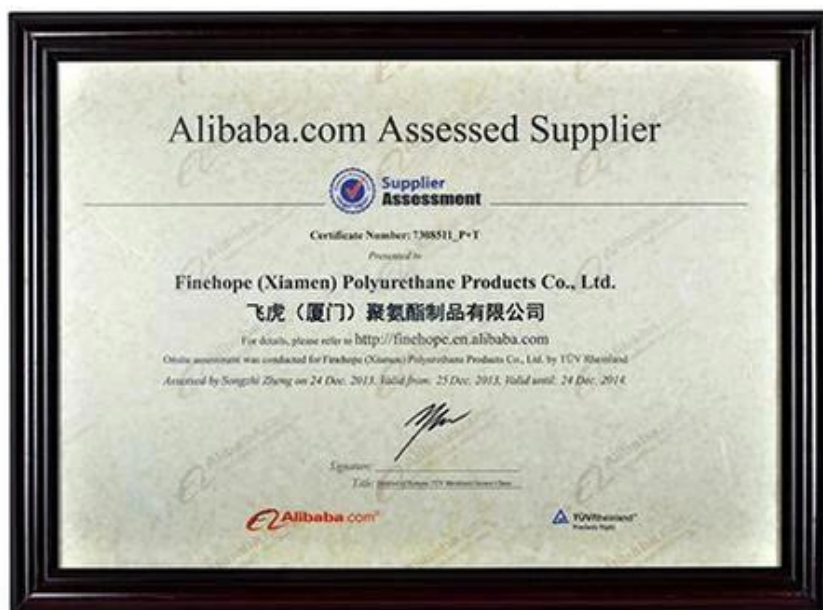 Alibaba.com Assessed Supplier
Supplier
Assessment
Certificate Number: 7308511_P+T
Presented to
Finehope (Xiamen) Polyurethane Products Co., Ltd.
飞虎（厦门）聚氨酯制品有限公司
For details, please refer to http://finehope.en.alibaba.com
Onsite assessment was conducted for Finehope (Xiamen) Polyurethane Products Co., Ltd. by TÜV Rheinland
Assessed by Songzhi Zheng on 24 Dec. 2013, Valid from: 25 Dec. 2013, Valid until: 24 Dec. 2014.
Signature:
Title:
Alibaba.com®
TÜVRheinland®
Precisely Right.